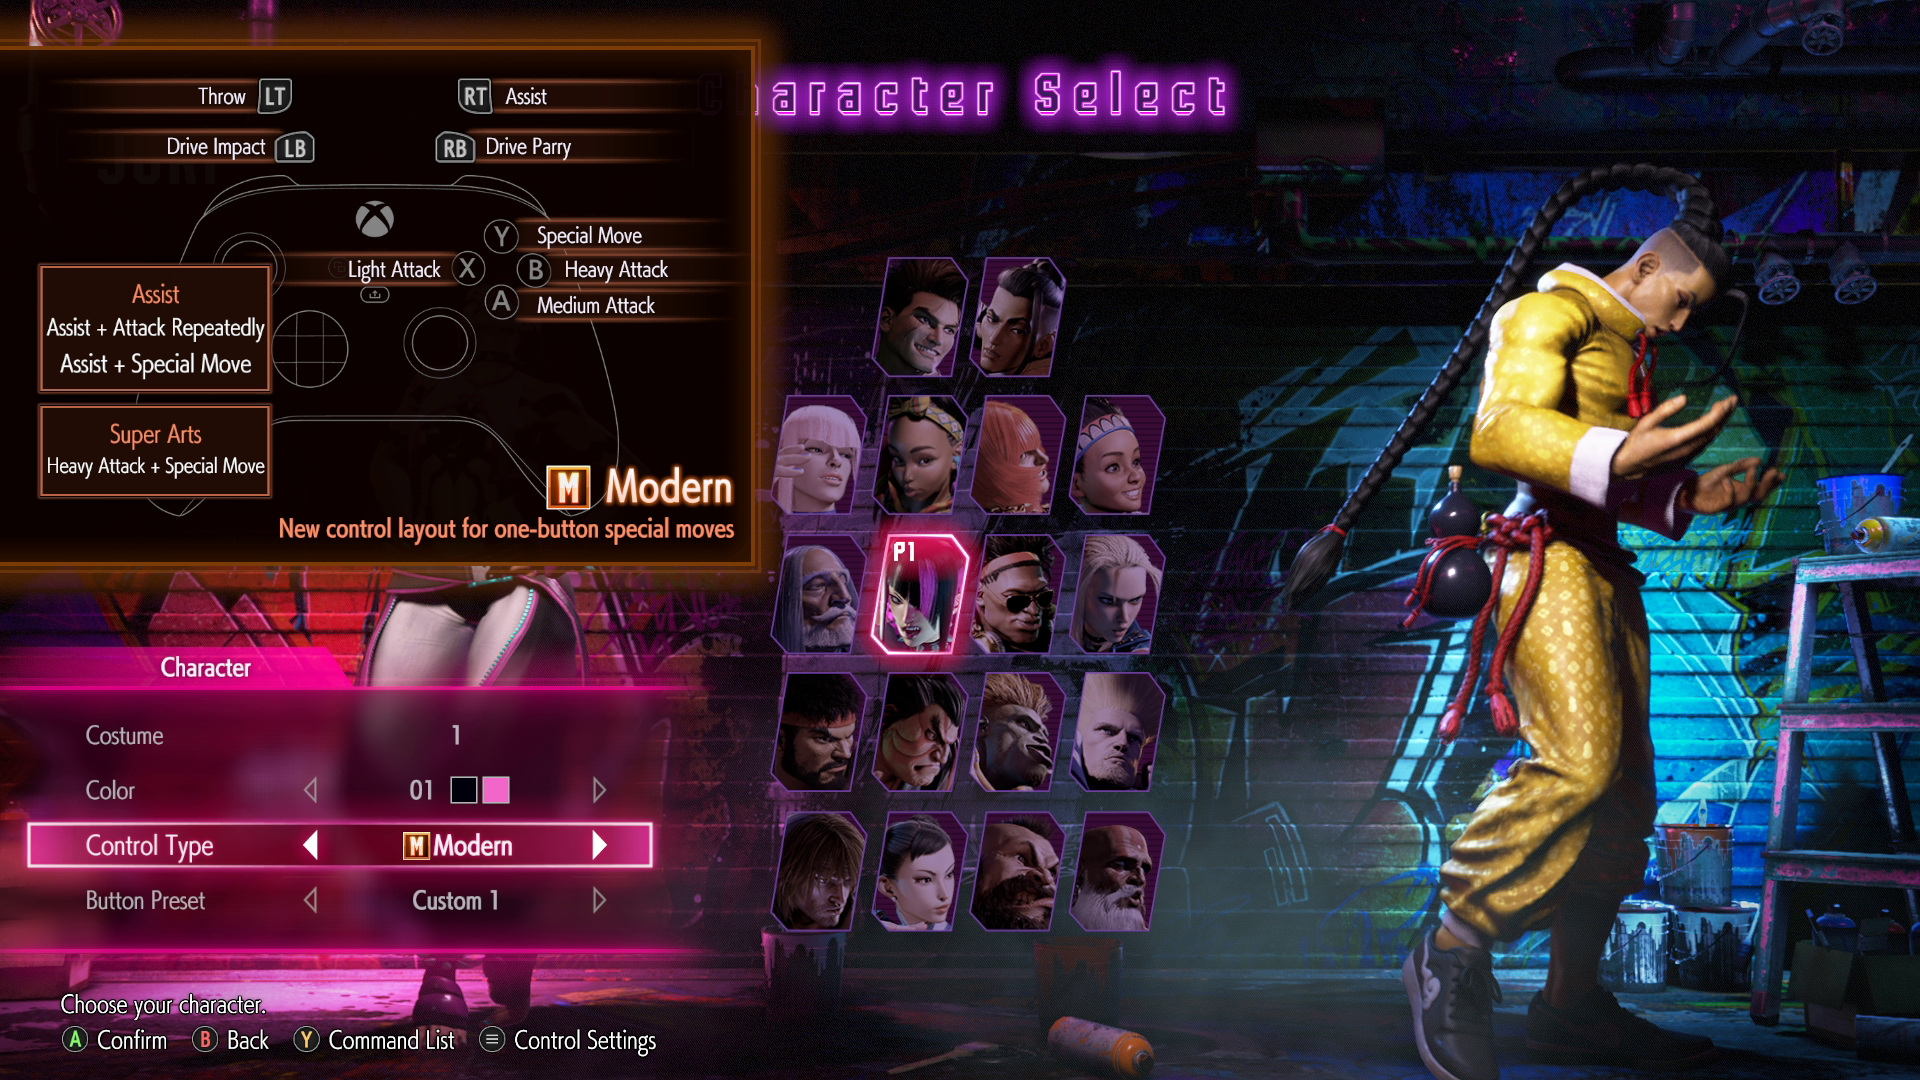 Character Select
Throw LT
RT Assist
Drive Impact LB
RB Drive Parry
JURI
Y Special Move
Light Attack X
B Heavy Attack
A Medium Attack
Assist
Assist + Attack Repeatedly
Assist + Special Move
Super Arts
Heavy Attack + Special Move
M Modern
New control layout for one-button special moves
P1
Character
Costume 1
Color 01
Control Type M Modern
Button Preset Custom 1
Choose your character.
A Confirm B Back Y Command List Control Settings